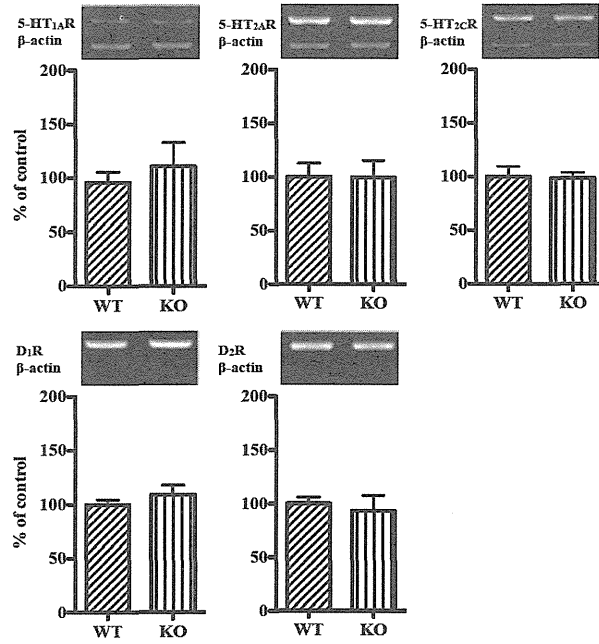 5-HT1AR
β-actin
5-HT2AR
β-actin
5-HT2CR
β-actin
% of control
200
150
100
50
0
WT KO
200
150
100
50
0
WT KO
200
150
100
50
0
WT KO
D1R
β-actin
D2R
β-actin
% of control
200
150
100
50
0
WT KO
200
150
100
50
0
WT KO